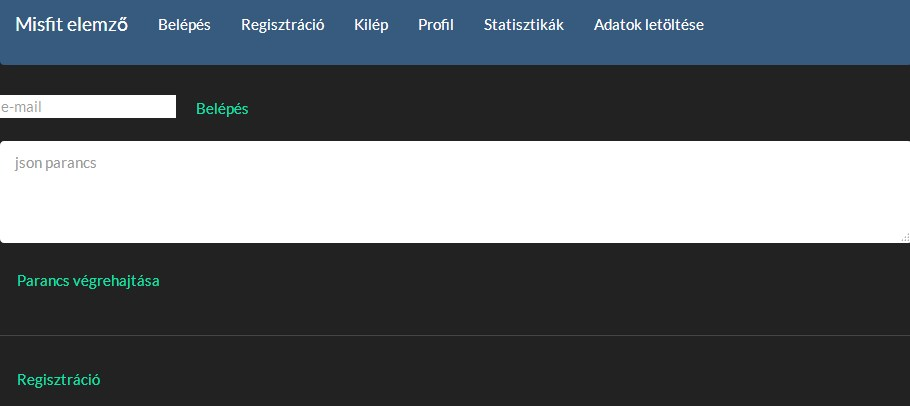 Misfit elemző Belépés Regisztráció Kilép Profil Statisztikák Adatok letöltése
e-mail Belépés
json parancs
Parancs végrehajtása
Regisztráció